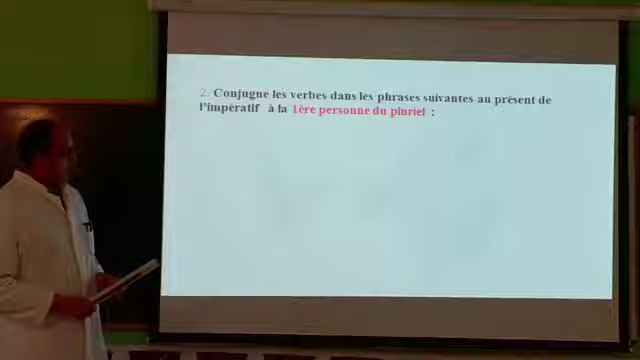 2. Conjugue les verbes dans les phrases suivantes au présent de
l'impératif à la 1ère personne du pluriel :